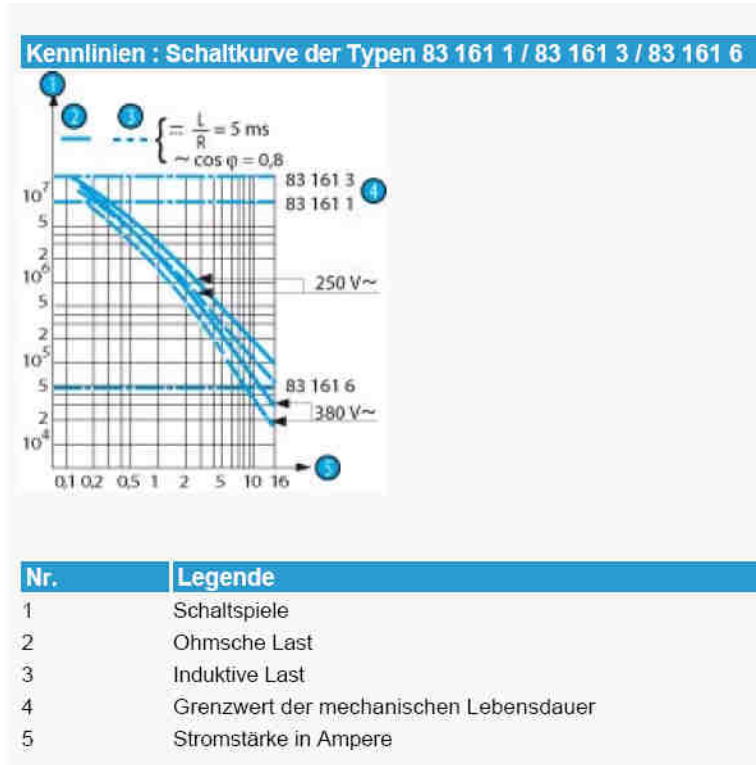 Kennlinien : Schaltkurve der Typen 83 161 1 / 83 161 3 / 83 161 6
1
2 3
= L/R = 5 ms
~ cos φ = 0,8
83 161 3
4
83 161 1
10⁷
5
2
10⁶
250 V~
5
2
10⁵
5
83 161 6
380 V~
2
10⁴
5
0,1 0,2 0,5 1 2 5 10 16
Nr. Legende
1 Schaltspiele
2 Ohmsche Last
3 Induktive Last
4 Grenzwert der mechanischen Lebensdauer
5 Stromstärke in Ampere